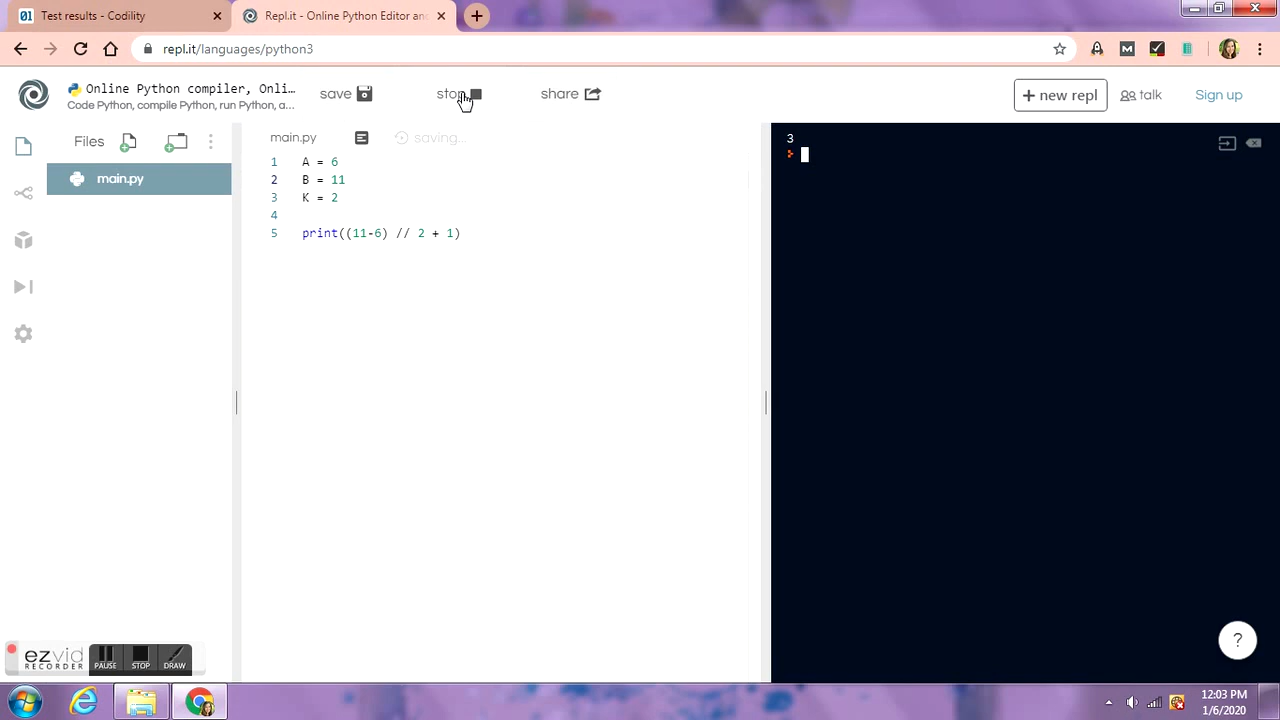 Test results - Codility
Repl.it - Online Python Editor and
repl.it/languages/python3
Online Python compiler, Onli...
Code Python, compile Python, run Python, a...
save
stop
share
+ new repl
talk
Sign up
Files
main.py
saving...
main.py
1 A = 6
2 B = 11
3 K = 2
4
5 print((11-6) // 2 + 1)
3
?
ezvid
RECORDER
PAUSE
STOP
DRAW
12:03 PM
1/6/2020